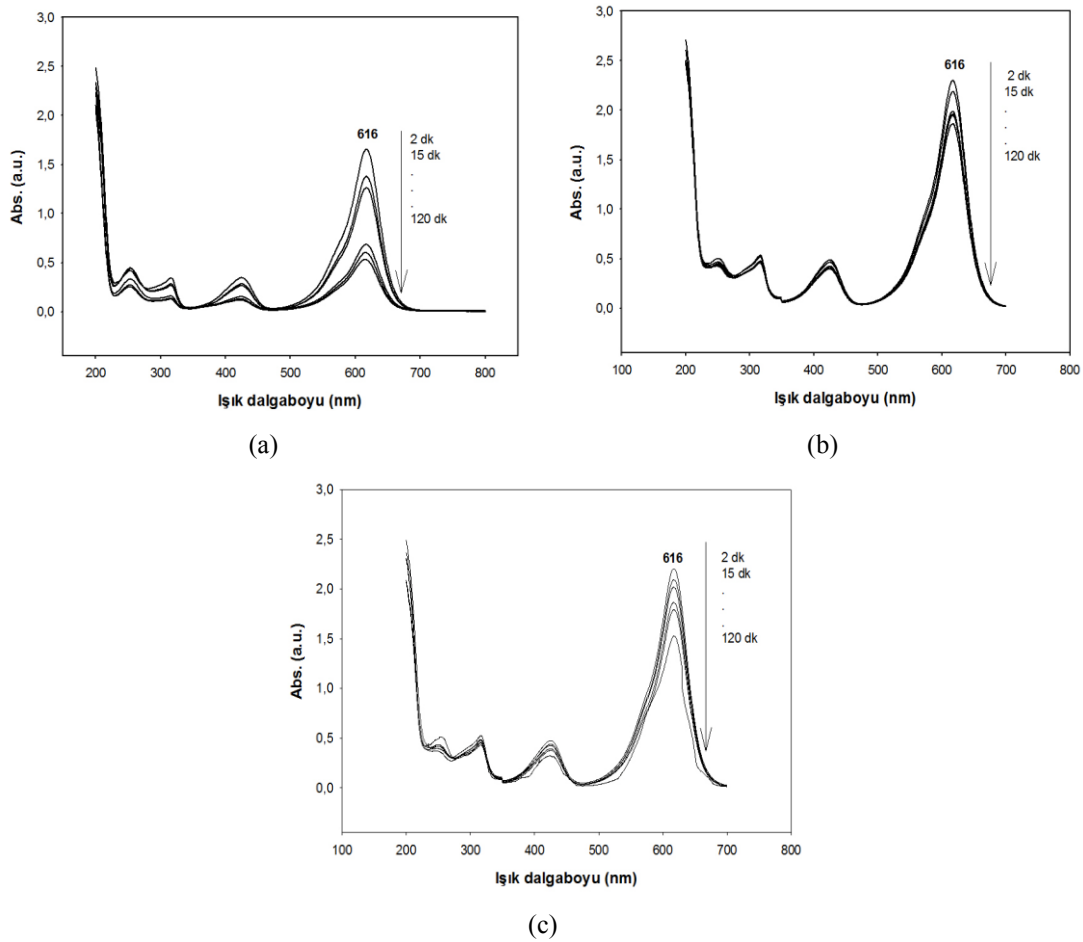 3,0
2,5
2,0
1,5
1,0
0,5
0,0
Abs. (a.u.)
616
2 dk
15 dk
.
.
.
120 dk
200 300 400 500 600 700 800
Işık dalgaboyu (nm)
(a)
3,0
2,5
2,0
1,5
1,0
0,5
0,0
Abs. (a.u.)
616
2 dk
15 dk
.
.
.
120 dk
100 200 300 400 500 600 700 800
Işık dalgaboyu (nm)
(b)
3,0
2,5
2,0
1,5
1,0
0,5
0,0
Abs. (a.u.)
616
2 dk
15 dk
.
.
.
120 dk
100 200 300 400 500 600 700 800
Işık dalgaboyu (nm)
(c)